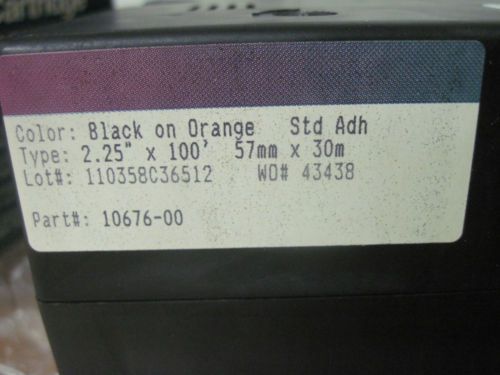 Cartridge
Color: Black on Orange Std Adh
Type: 2.25" x 100' 57mm x 30m
Lot#: 110358C36512 WO# 43438
Part#: 10676-00